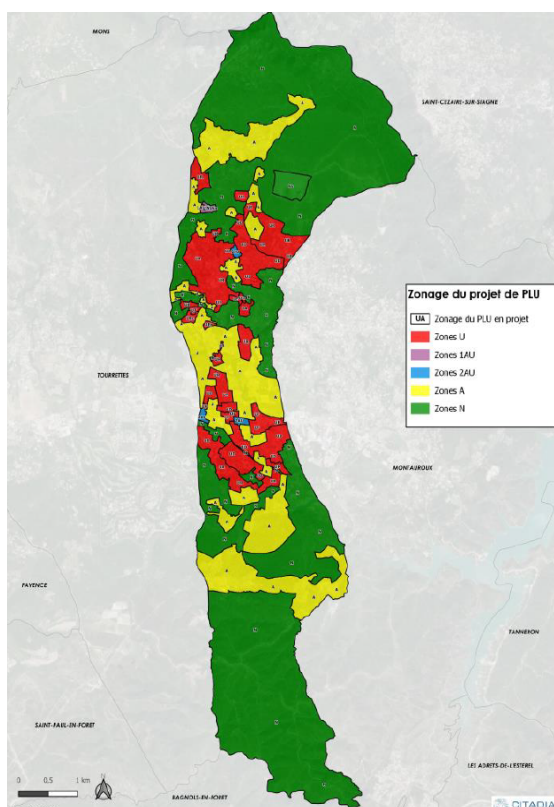 MONS
SAINT-CEZAIRE-SUR-SIAGNE
Zonage du projet de PLU
UA Zonage du PLU en projet
Zones U
Zones 1AU
Zones 2AU
Zones A
Zones N
TOURRETTES
MONTAUROUX
FAYENCE
TANNERON
SAINT-PAUL-EN-FORET
LES ADRETS-DE-L'ESTEREL
0 0.5 1 km
BAGNOLS-EN-FORET
CITADIA